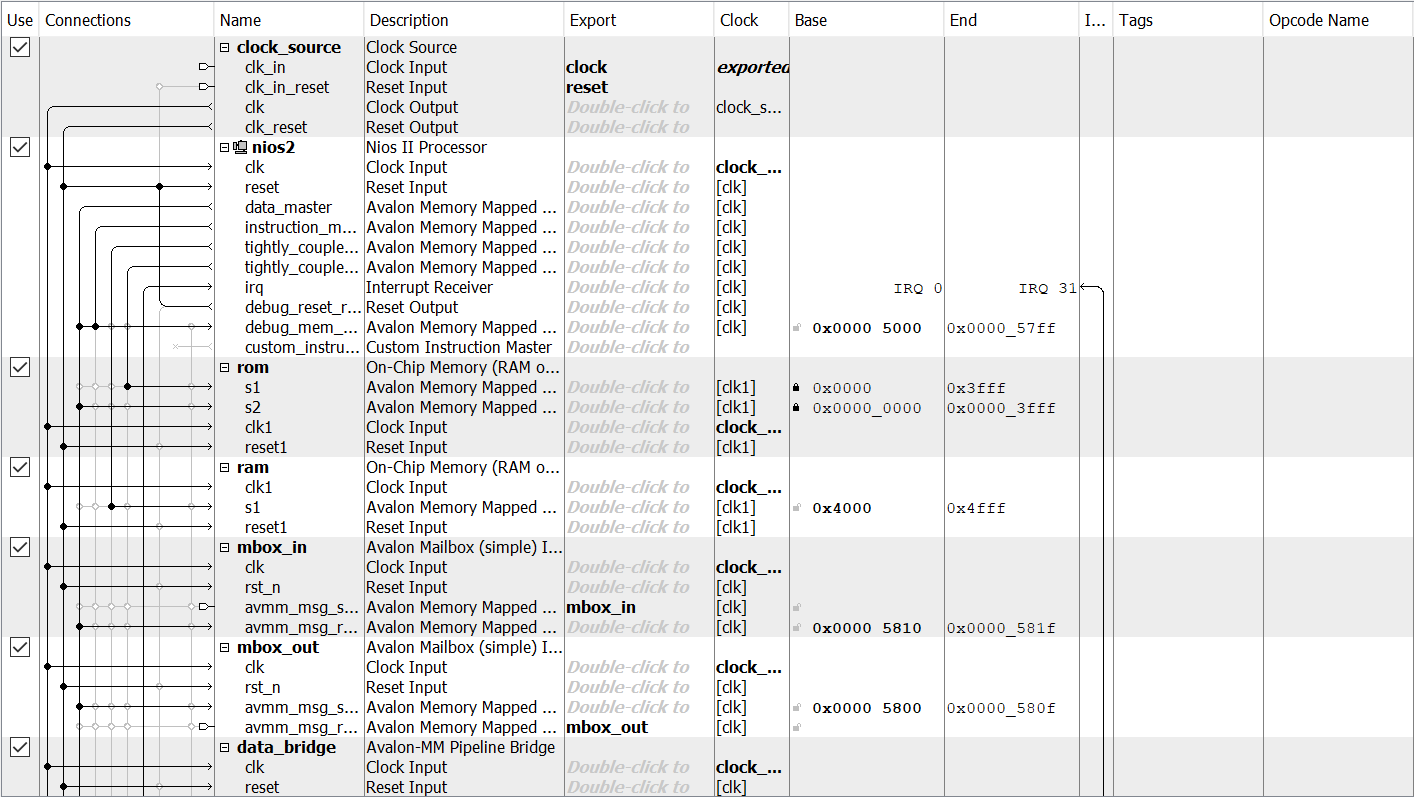 Use Connections Name Description Export Clock Base End I... Tags Opcode Name
clock_source Clock Source
clk_in Clock Input clock exported
clk_in_reset Reset Input reset
clk Clock Output Double-click to clock_s...
clk_reset Reset Output Double-click to
nios2 Nios II Processor
clk Clock Input Double-click to clock_...
reset Reset Input Double-click to [clk]
data_master Avalon Memory Mapped ... Double-click to [clk]
instruction_m... Avalon Memory Mapped ... Double-click to [clk]
tightly_couple... Avalon Memory Mapped ... Double-click to [clk]
tightly_couple... Avalon Memory Mapped ... Double-click to [clk]
irq Interrupt Receiver Double-click to [clk] IRQ 0 IRQ 31
debug_reset_r... Reset Output Double-click to [clk]
debug_mem_... Avalon Memory Mapped ... Double-click to [clk] 0x0000 5000 0x0000_57ff
custom_instru... Custom Instruction Master Double-click to
rom On-Chip Memory (RAM o...
s1 Avalon Memory Mapped ... Double-click to [clk1] 0x0000 0x3fff
s2 Avalon Memory Mapped ... Double-click to [clk1] 0x0000_0000 0x0000_3fff
clk1 Clock Input Double-click to clock_...
reset1 Reset Input Double-click to [clk1]
ram On-Chip Memory (RAM o...
clk1 Clock Input Double-click to clock_...
s1 Avalon Memory Mapped ... Double-click to [clk1] 0x4000 0x4fff
reset1 Reset Input Double-click to [clk1]
mbox_in Avalon Mailbox (simple) I...
clk Clock Input Double-click to clock_...
rst_n Reset Input Double-click to [clk]
avmm_msg_s... Avalon Memory Mapped ... mbox_in [clk]
avmm_msg_r... Avalon Memory Mapped ... Double-click to [clk] 0x0000 5810 0x0000_581f
mbox_out Avalon Mailbox (simple) I...
clk Clock Input Double-click to clock_...
rst_n Reset Input Double-click to [clk]
avmm_msg_s... Avalon Memory Mapped ... Double-click to [clk] 0x0000 5800 0x0000_580f
avmm_msg_r... Avalon Memory Mapped ... mbox_out [clk]
data_bridge Avalon-MM Pipeline Bridge
clk Clock Input Double-click to clock_...
reset Reset Input Double-click to [clk]